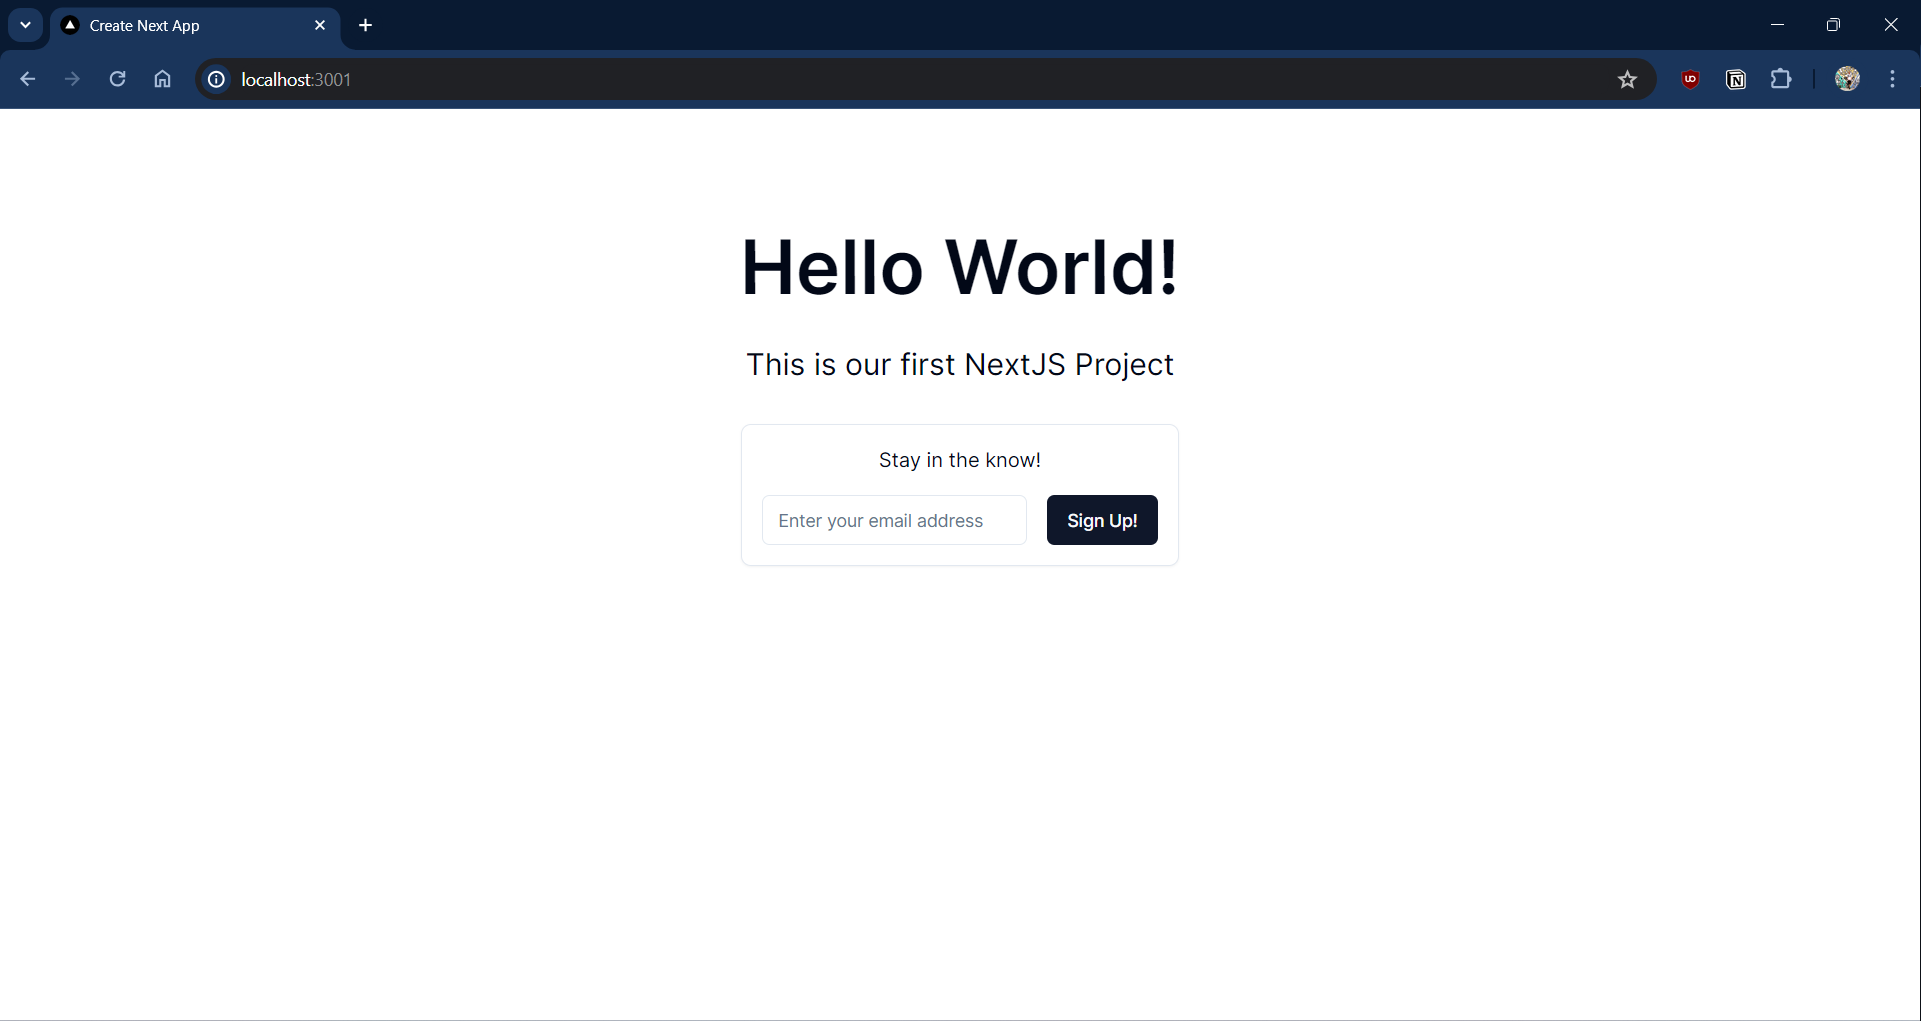 Create Next App
localhost:3001
Hello World!
This is our first NextJS Project
Stay in the know!
Enter your email address
Sign Up!